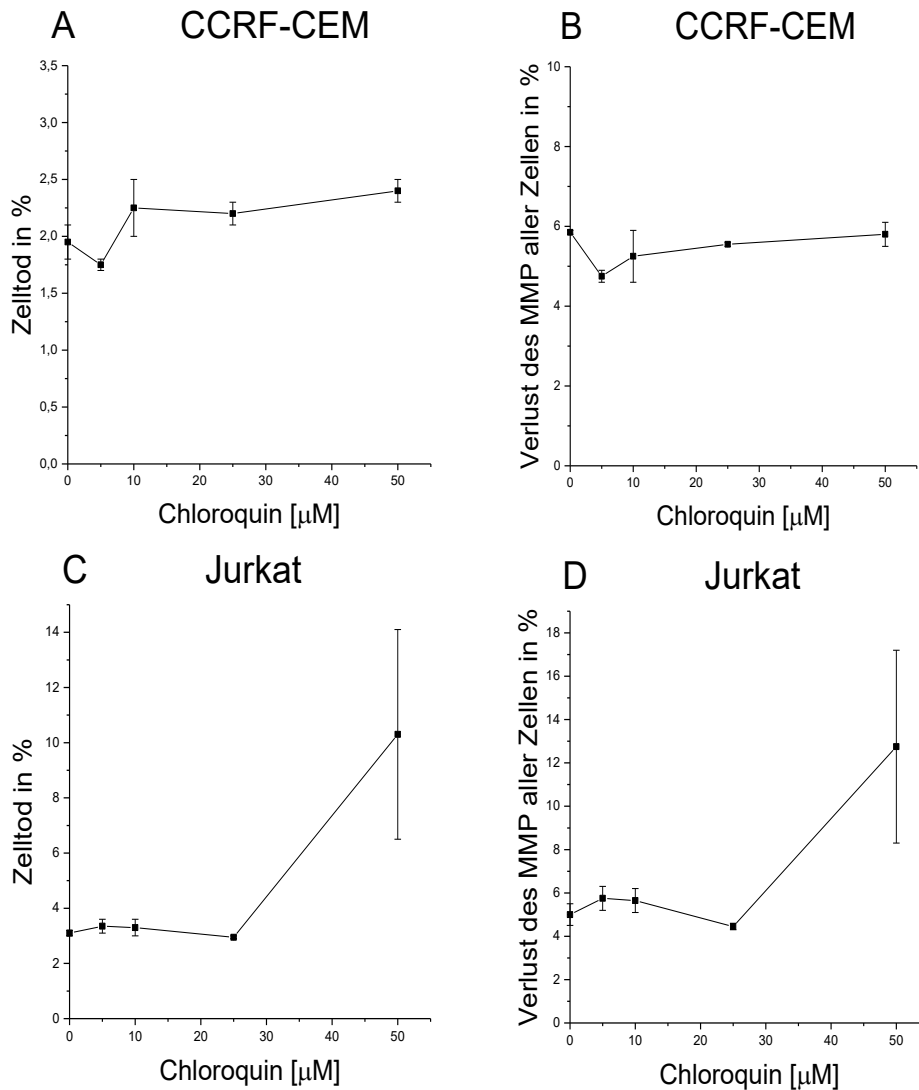 A CCRF-CEM
Zelltod in %
3,5
3,0
2,5
2,0
1,5
1,0
0,5
0,0
0 10 20 30 40 50
Chloroquin [μM]
B CCRF-CEM
Verlust des MMP aller Zellen in %
10
8
6
4
2
0
0 10 20 30 40 50
Chloroquin [μM]
C Jurkat
Zelltod in %
14
12
10
8
6
4
2
0
0 10 20 30 40 50
Chloroquin [μM]
D Jurkat
Verlust des MMP aller Zellen in %
18
16
14
12
10
8
6
4
2
0
0 10 20 30 40 50
Chloroquin [μM]